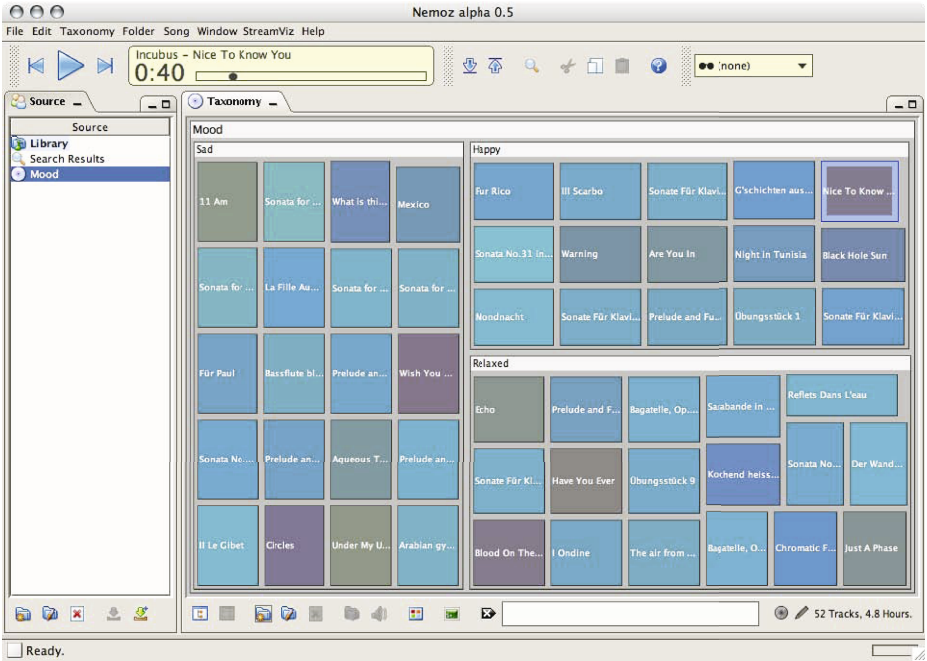 Nemoz alpha 0.5
File Edit Taxonomy Folder Song Window StreamViz Help
Incubus – Nice To Know You
0:40
(none)
Source
Taxonomy
Source
Library
Search Results
Mood
Mood
Sad
11 Am
Sonata for ...
What is thi...
Mexico
Sonata for ...
La Fille Au...
Sonata for ...
Sonata for ...
Für Paul
Bassflute bl...
Prelude an...
Wish You ...
Sonata No...
Prelude an...
Aqueous T...
Prelude an...
II Le Gibet
Circles
Under My U...
Arabian gy...
Happy
Fur Rico
III Scarbo
Sonate Für Klavi...
G'schichten aus...
Nice To Know ...
Sonata No.31 in...
Warning
Are You In
Night in Tunisia
Black Hole Sun
Mondnacht
Sonate Für Klavi...
Prelude and Fu...
Übungsstück 1
Sonate Für Klavi...
Relaxed
Echo
Prelude and F...
Bagatelle, Op....
Sarabande in ...
Reflets Dans L'eau
Sonate Für Kl...
Have You Ever
Übungsstück 9
Kochend heiss...
Sonata No...
Der Wand...
Blood On The...
I Ondine
The air from ...
Bagatelle, O...
Chromatic F...
Just A Phase
52 Tracks, 4.8 Hours.
Ready.